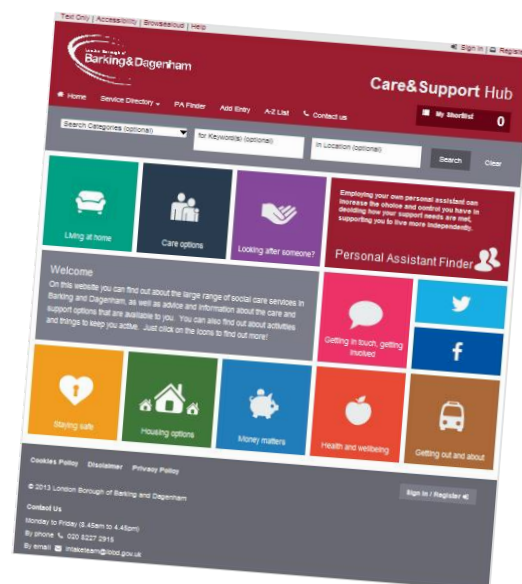 Text Only | Accessibility | Browsealoud | Help
Sign In | Register
London Borough of
Barking&Dagenham
Care&Support Hub
Home Service Directory PA Finder Add Entry A-Z List Contact us
My Shortlist 0
Search Categories (optional) for Keyword(s) (optional) In Location (optional) Search Clear
Living at home
Care options
Looking after someone?
Employing your own personal assistant can
increase the choice and control you have in
deciding how your support needs are met,
supporting you to live more independently.
Personal Assistant Finder
Welcome
On this website you can find out about the large range of social care services in
Barking and Dagenham, as well as advice and information about the care and
support options that are available to you. You can also find out about activities
and things to keep you active. Just click on the icons to find out more!
Getting in touch, getting
involved
Staying safe
Housing options
Money matters
Health and wellbeing
Getting out and about
Cookies Policy Disclaimer Privacy Policy
© 2013 London Borough of Barking and Dagenham
Sign In / Register
Contact Us
Monday to Friday (8.45am to 4.45pm)
By phone 020 8227 2915
By email intaketeam@lbbd.gov.uk